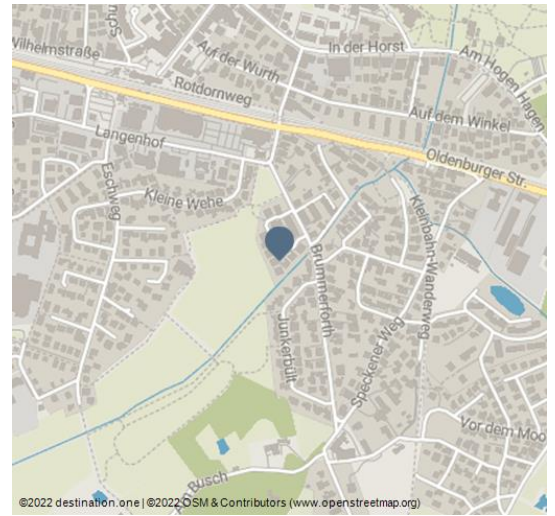 Wilhelmstraße
Auf der Wurth
In der Horst
Am Hogen Hagen
Rotdornweg
Auf dem Winkel
Langenhof
Oldenburger Str.
Eschweg
Kleine Wehe
Kleinbahn-Wanderweg
Brummerforth
Junkerbült
Speckener Weg
Vor dem Moo
n Busch
©2022 destination.one | ©2022 OSM & Contributors (www.openstreetmap.org)